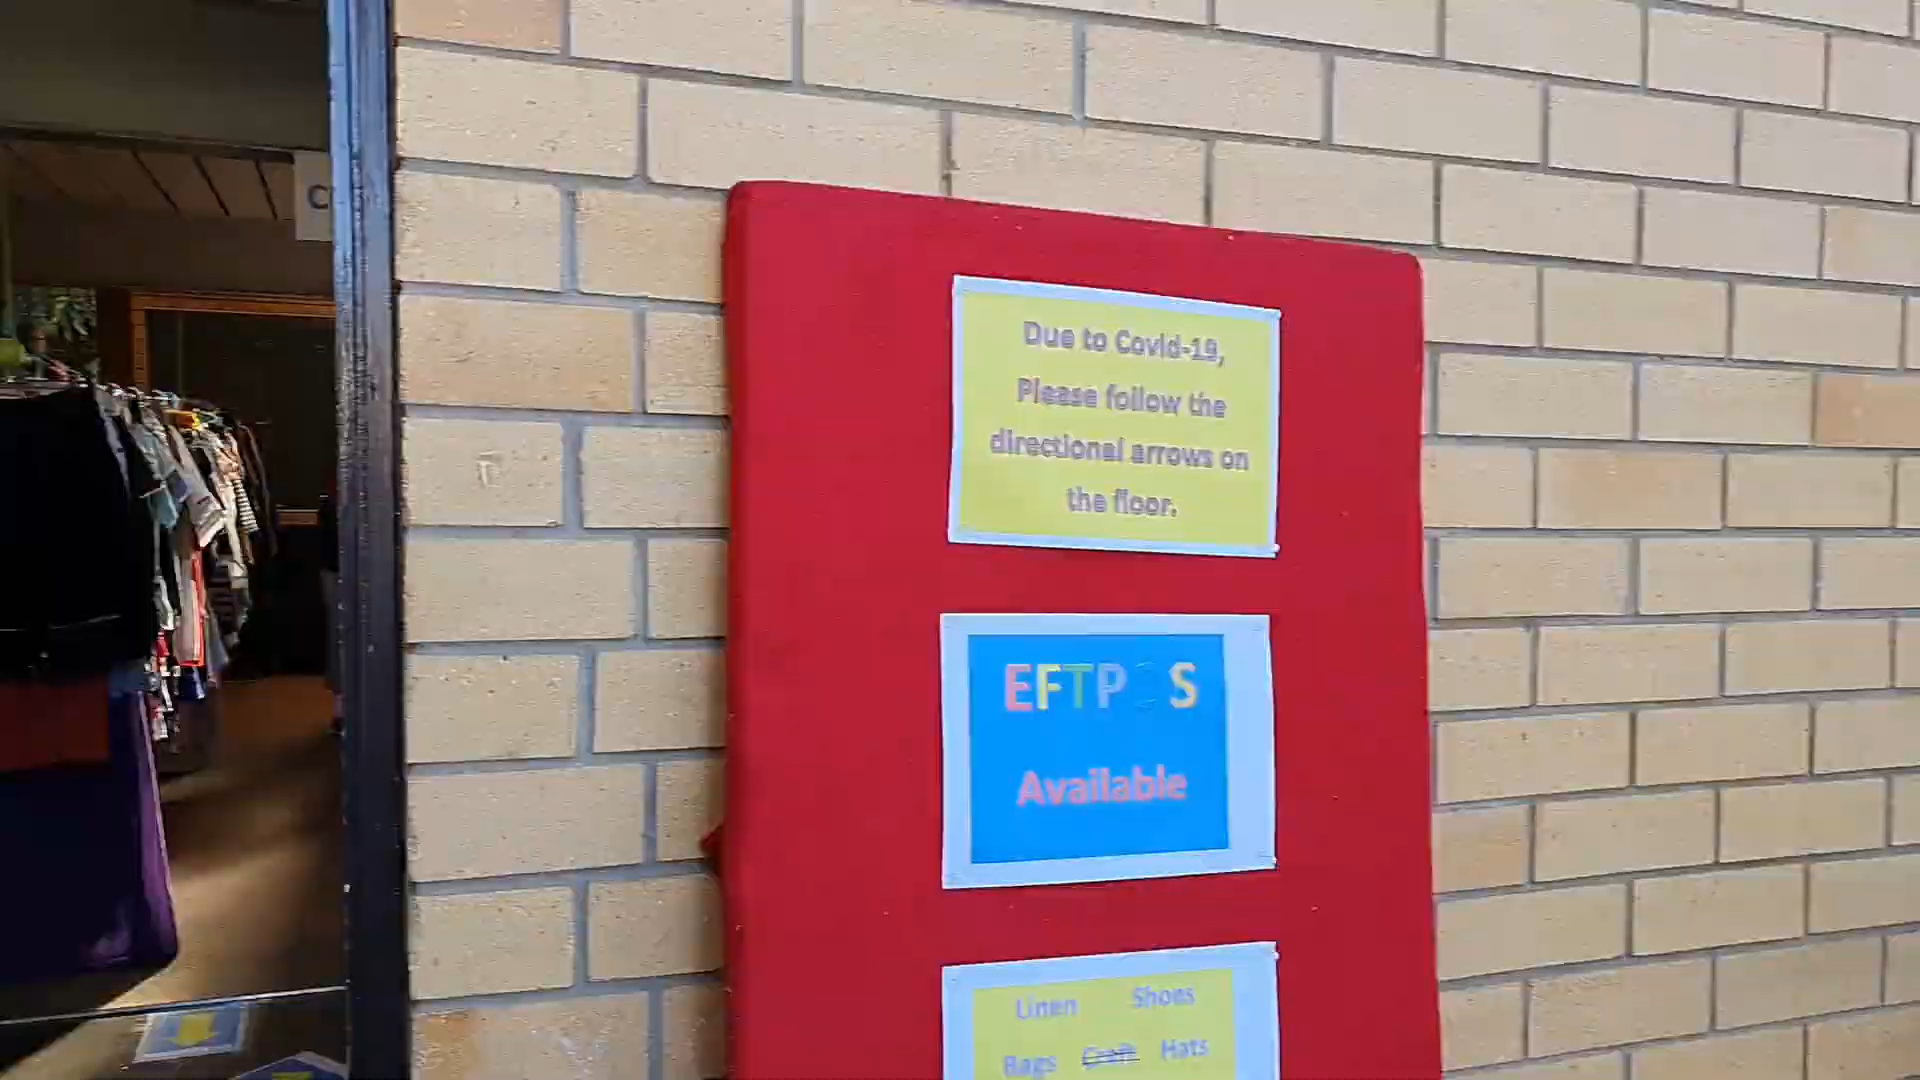 Due to Covid-19,
Please follow the
directional arrows on
the floor.
EFTPOS
Available
Linen Shoes
Bags Craft Hats